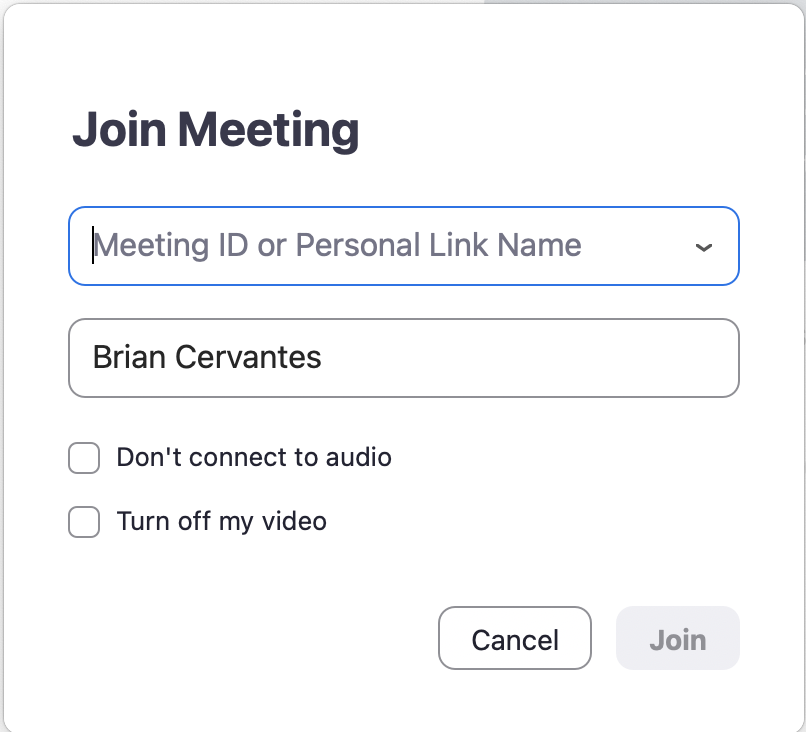 Join Meeting
Meeting ID or Personal Link Name
Brian Cervantes
Don't connect to audio
Turn off my video
Cancel
Join